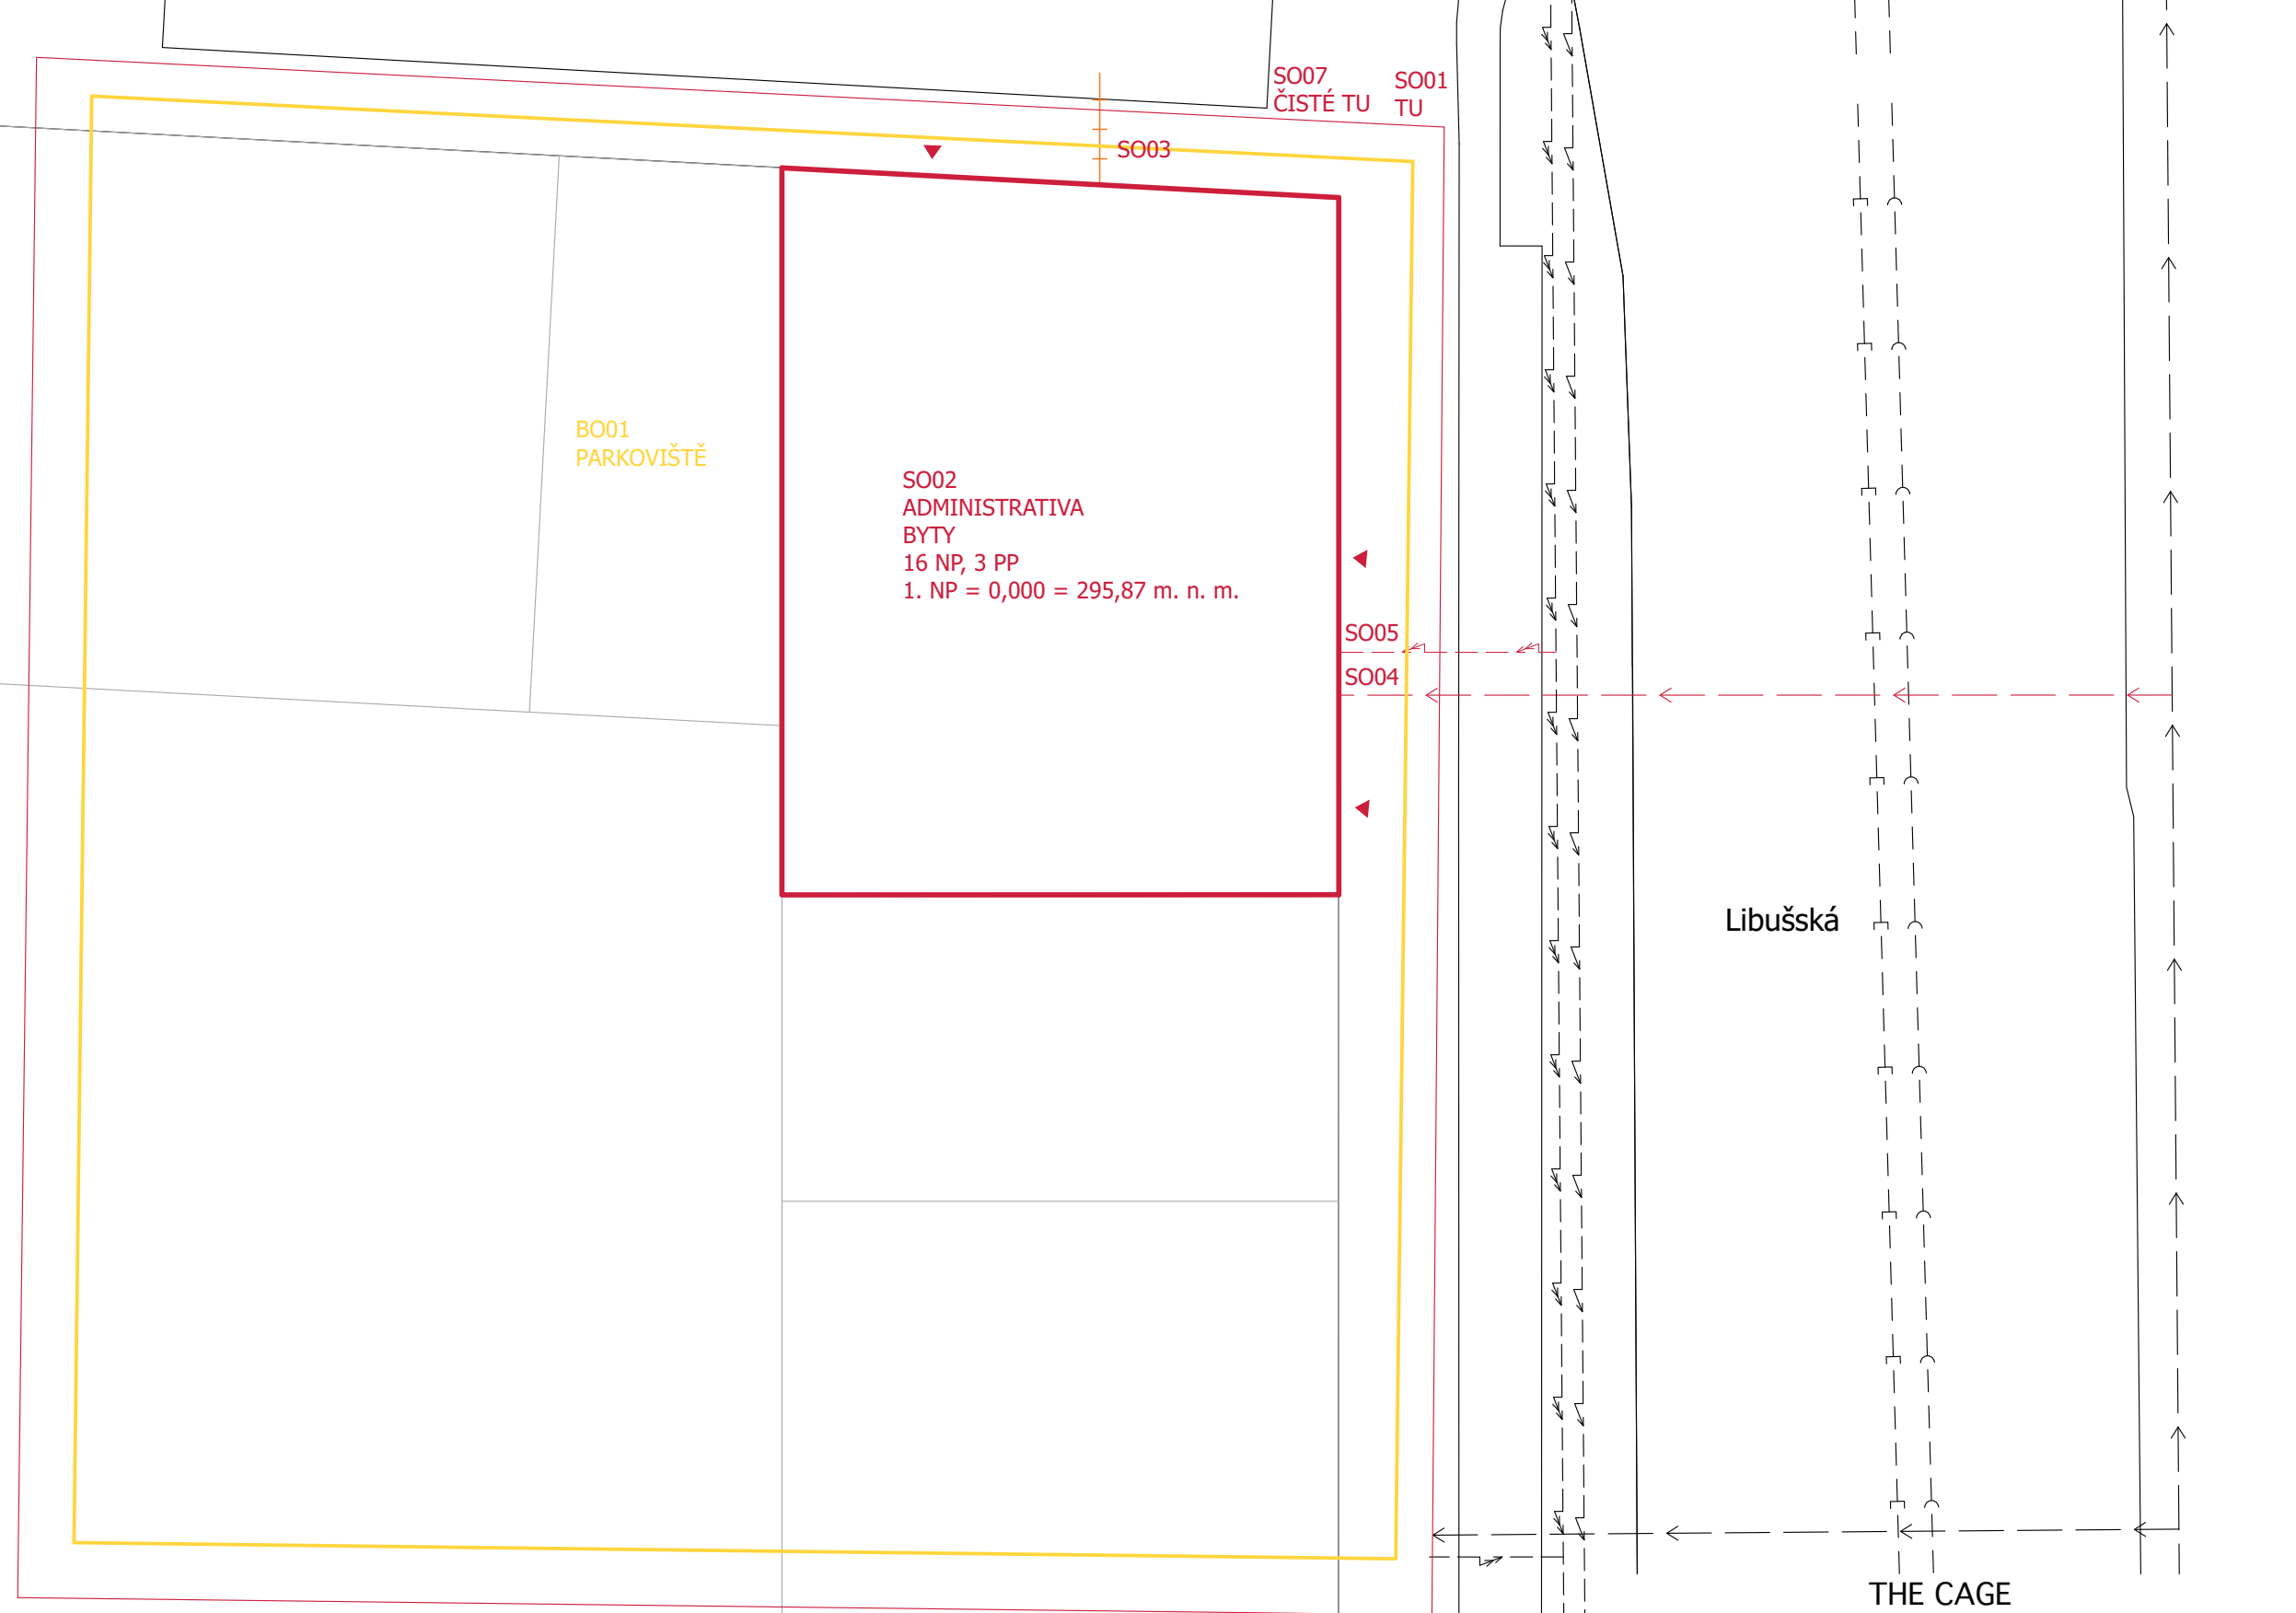 SO07
ČISTÉ TU
SO01
TU
SO03
BO01
PARKOVIŠTĚ
SO02
ADMINISTRATIVA
BYTY
16 NP, 3 PP
1. NP = 0,000 = 295,87 m. n. m.
SO05
SO04
Libušská
THE CAGE